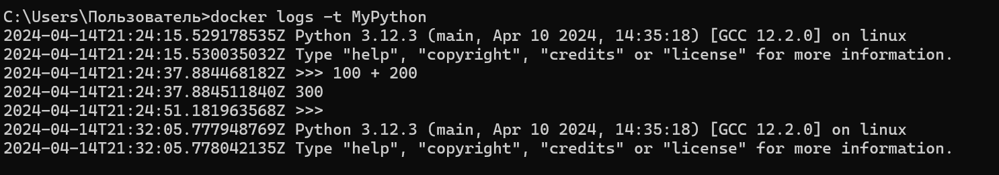 C:\Users\Пользователь>docker logs -t MyPython
2024-04-14T21:24:15.529178535Z Python 3.12.3 (main, Apr 10 2024, 14:35:18) [GCC 12.2.0] on linux
2024-04-14T21:24:15.530035032Z Type "help", "copyright", "credits" or "license" for more information.
2024-04-14T21:24:37.884468182Z >>> 100 + 200
2024-04-14T21:24:37.884511840Z 300
2024-04-14T21:24:51.181963568Z >>>
2024-04-14T21:32:05.777948769Z Python 3.12.3 (main, Apr 10 2024, 14:35:18) [GCC 12.2.0] on linux
2024-04-14T21:32:05.778042135Z Type "help", "copyright", "credits" or "license" for more information.